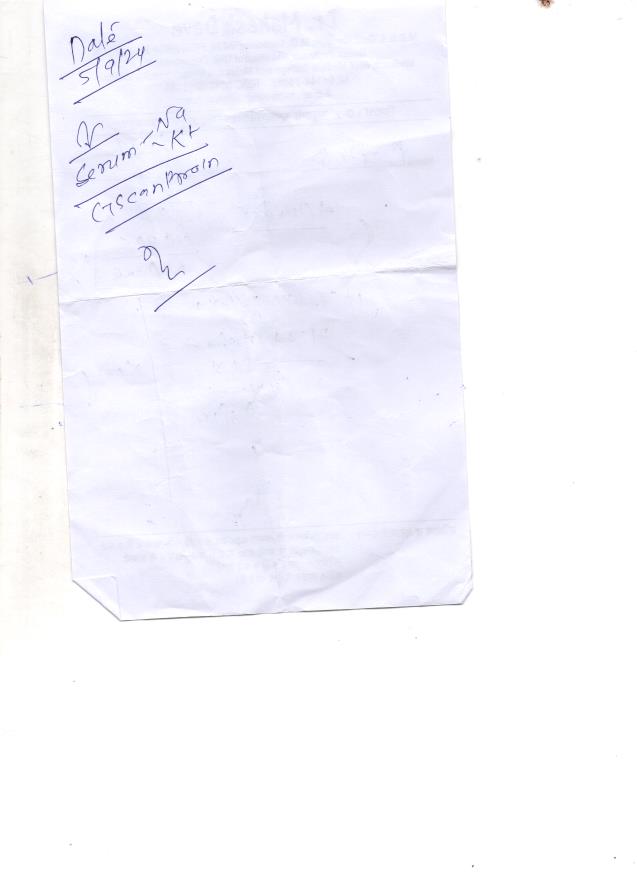 Date
5/9/24
Serum - Na
- K+
CT Scan Brain